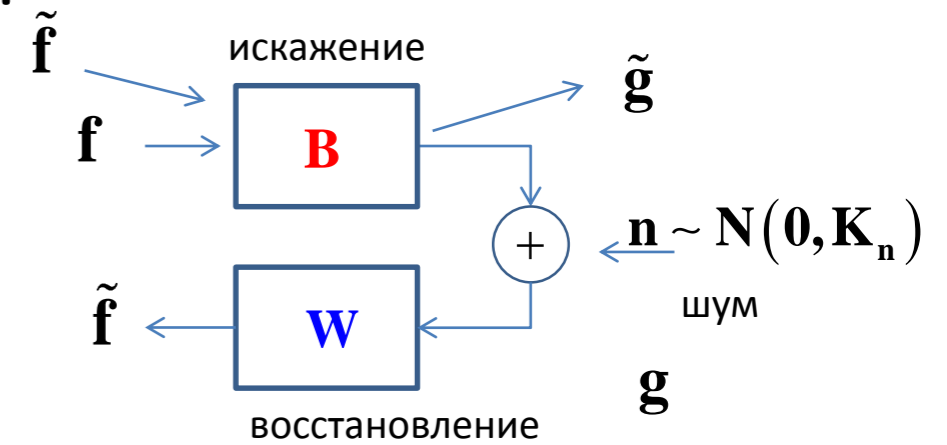 f̃
искажение
g̃
f
B
+
n ~ N(0, Kₙ)
шум
f̃
W
g
восстановление